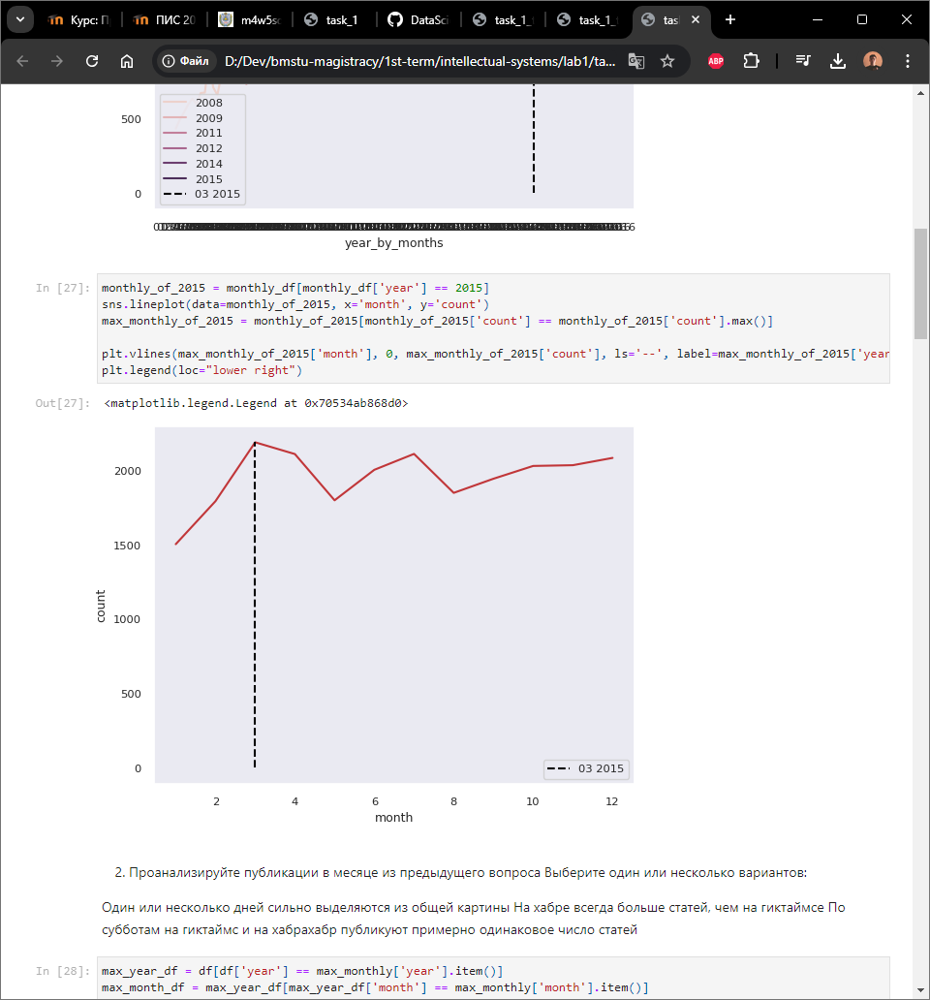 Курс: П
ПИС 20
m4w5sc
task_1
DataSci
task_1_
task_1_
tas
Файл
D:/Dev/bmstu-magistracy/1st-term/intellectual-systems/lab1/ta...
ABP
500
0
2008
2009
2011
2012
2014
2015
03 2015
year_by_months
In [27]:
monthly_of_2015 = monthly_df[monthly_df['year'] == 2015]
sns.lineplot(data=monthly_of_2015, x='month', y='count')
max_monthly_of_2015 = monthly_of_2015[monthly_of_2015['count'] == monthly_of_2015['count'].max()]
plt.vlines(max_monthly_of_2015['month'], 0, max_monthly_of_2015['count'], ls='--', label=max_monthly_of_2015['year
plt.legend(loc="lower right")
Out[27]:
<matplotlib.legend.Legend at 0x70534ab868d0>
2000
1500
1000
500
0
count
03 2015
2 4 6 8 10 12
month
2. Проанализируйте публикации в месяце из предыдущего вопроса Выберите один или несколько вариантов:
Один или несколько дней сильно выделяются из общей картины На хабре всегда больше статей, чем на гиктаймсе По
субботам на гиктаймс и на хабрахабр публикуют примерно одинаковое число статей
In [28]:
max_year_df = df[df['year'] == max_monthly['year'].item()]
max_month_df = max_year_df[max_year_df['month'] == max_monthly['month'].item()]